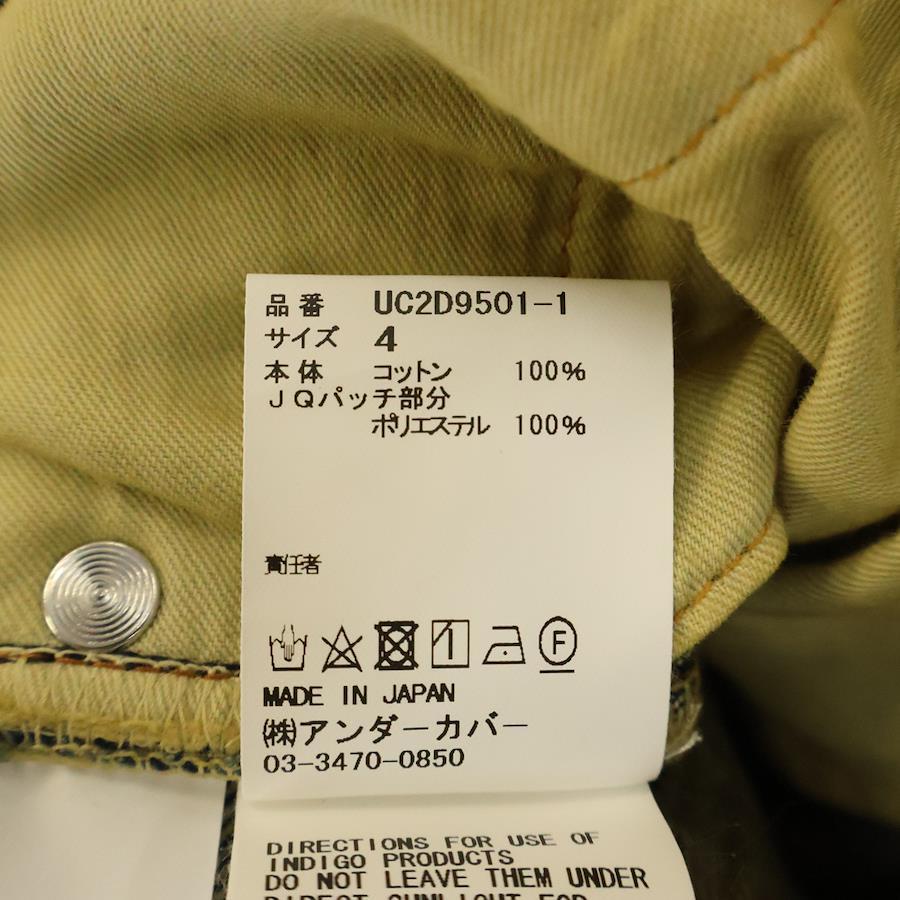 品番 UC2D9501-1
サイズ 4
本体 コットン 100%
JQパッチ部分
ポリエステル 100%
責任者
F
MADE IN JAPAN
㈱アンダーカバー
03-3470-0850
DIRECTIONS FOR USE OF
INDIGO PRODUCTS
DO NOT LEAVE THEM UNDER
DIRECT SUNLIGHT FOR